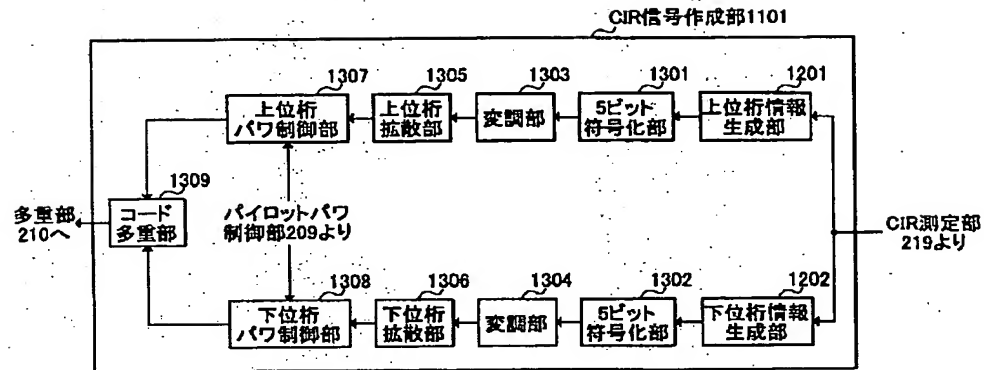 CIR信号作成部1101
1307
1305
1303
1301
1201
上位桁
パワ制御部
上位桁
拡散部
変調部
5ビット
符号化部
上位桁情報
生成部
1309
コード
多重部
多重部
210へ
パイロットパワ
制御部209より
CIR測定部
219より
1308
1306
1304
1302
1202
下位桁
パワ制御部
下位桁
拡散部
変調部
5ビット
符号化部
下位桁情報
生成部